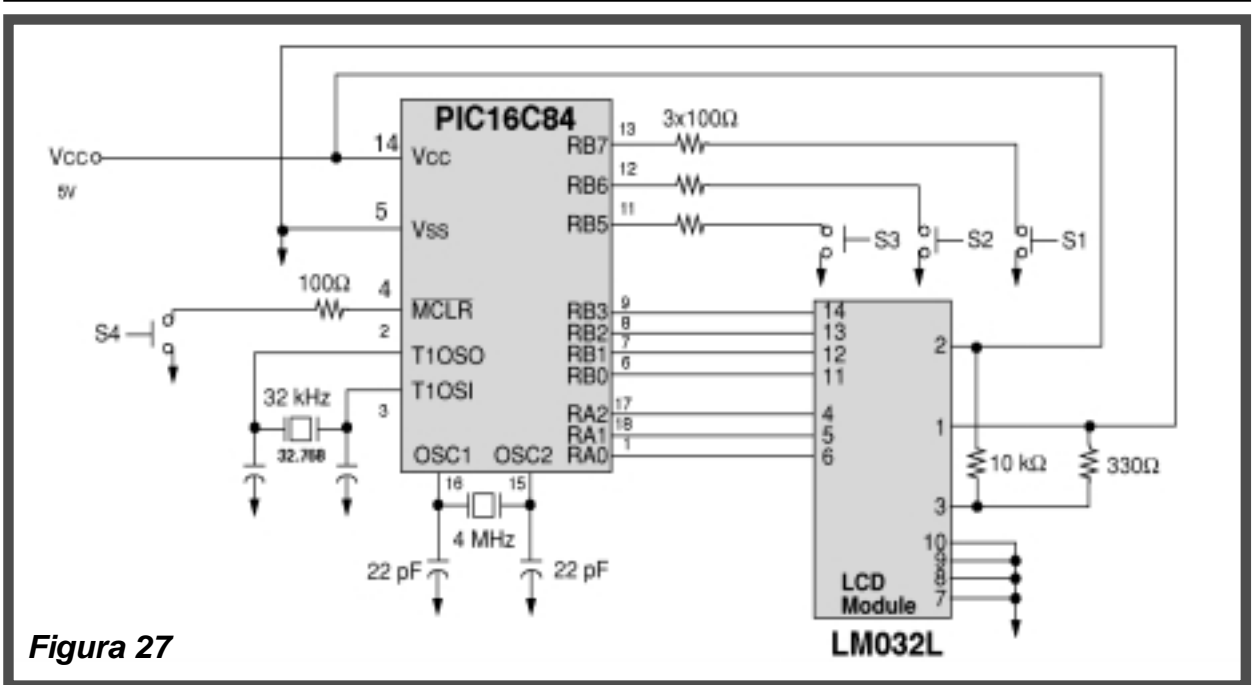 PIC16C84
14
Vcc
Vcc
5V
5
Vss
100Ω
4
MCLR
S4
2
T1OSO
T1OSI
32 kHz
32.768
3
OSC1
OSC2
16
15
4 MHz
22 pF
22 pF
RB7
13
3x100Ω
RB6
12
RB5
11
S3
S2
S1
RB3
9
RB2
8
RB1
7
RB0
6
RA2
17
RA1
18
RA0
1
14
13
12
11
4
5
6
2
1
3
10
9
8
7
10 kΩ
330Ω
LCD
Module
LM032L
Figura 27